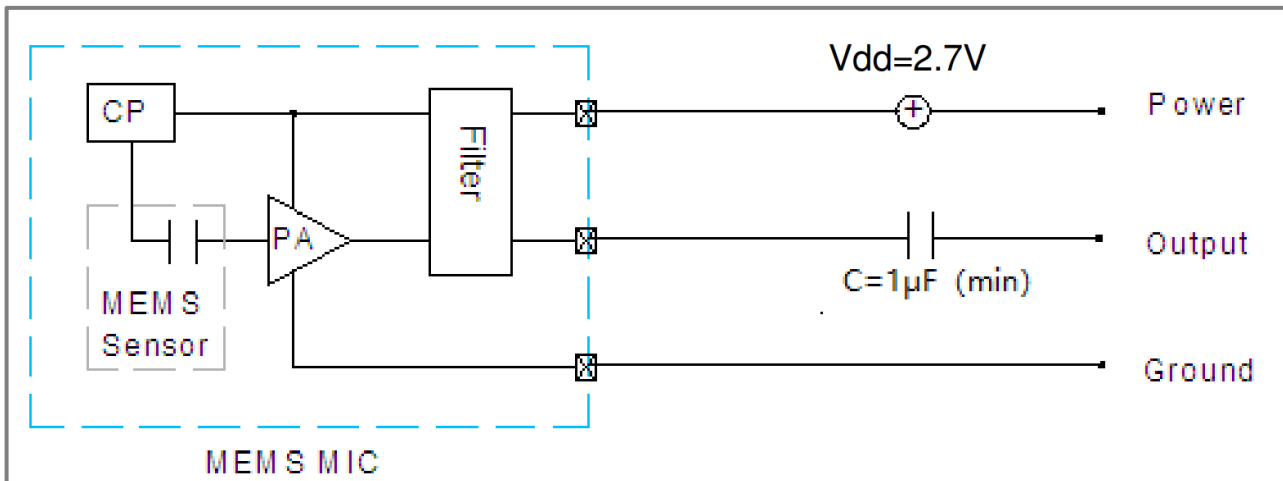 Vdd=2.7V
CP
Filter
Power
PA
Output
C=1µF (min)
MEMS
Sensor
Ground
MEMS MIC